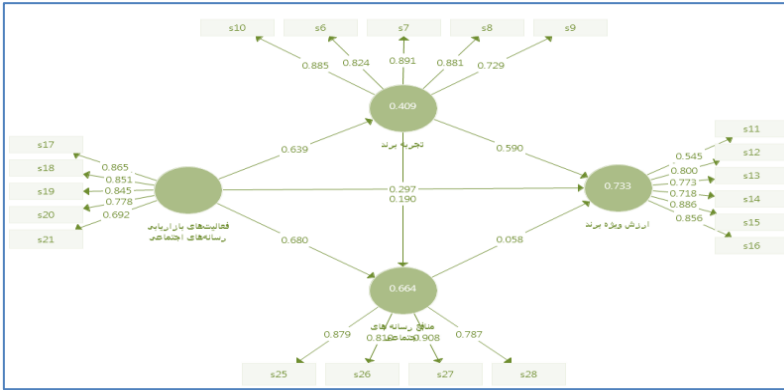 s10 s6 s7 s8 s9
0.885 0.824 0.891 0.881 0.729
0.409
تجربه برند
s17
s18
s19
s20
s21
0.865
0.851
0.845
0.778
0.692
فعالیت‌های بازاریابی
رسانه‌های اجتماعی
0.639
0.590
0.297
0.190
0.680
0.058
0.733
ارزش ویژه برند
0.545
0.800
0.773
0.718
0.886
0.856
s11
s12
s13
s14
s15
s16
0.664
منافع رسانه های
اجتماعی
0.879 0.908 0.787
s25 s26 s27 s28